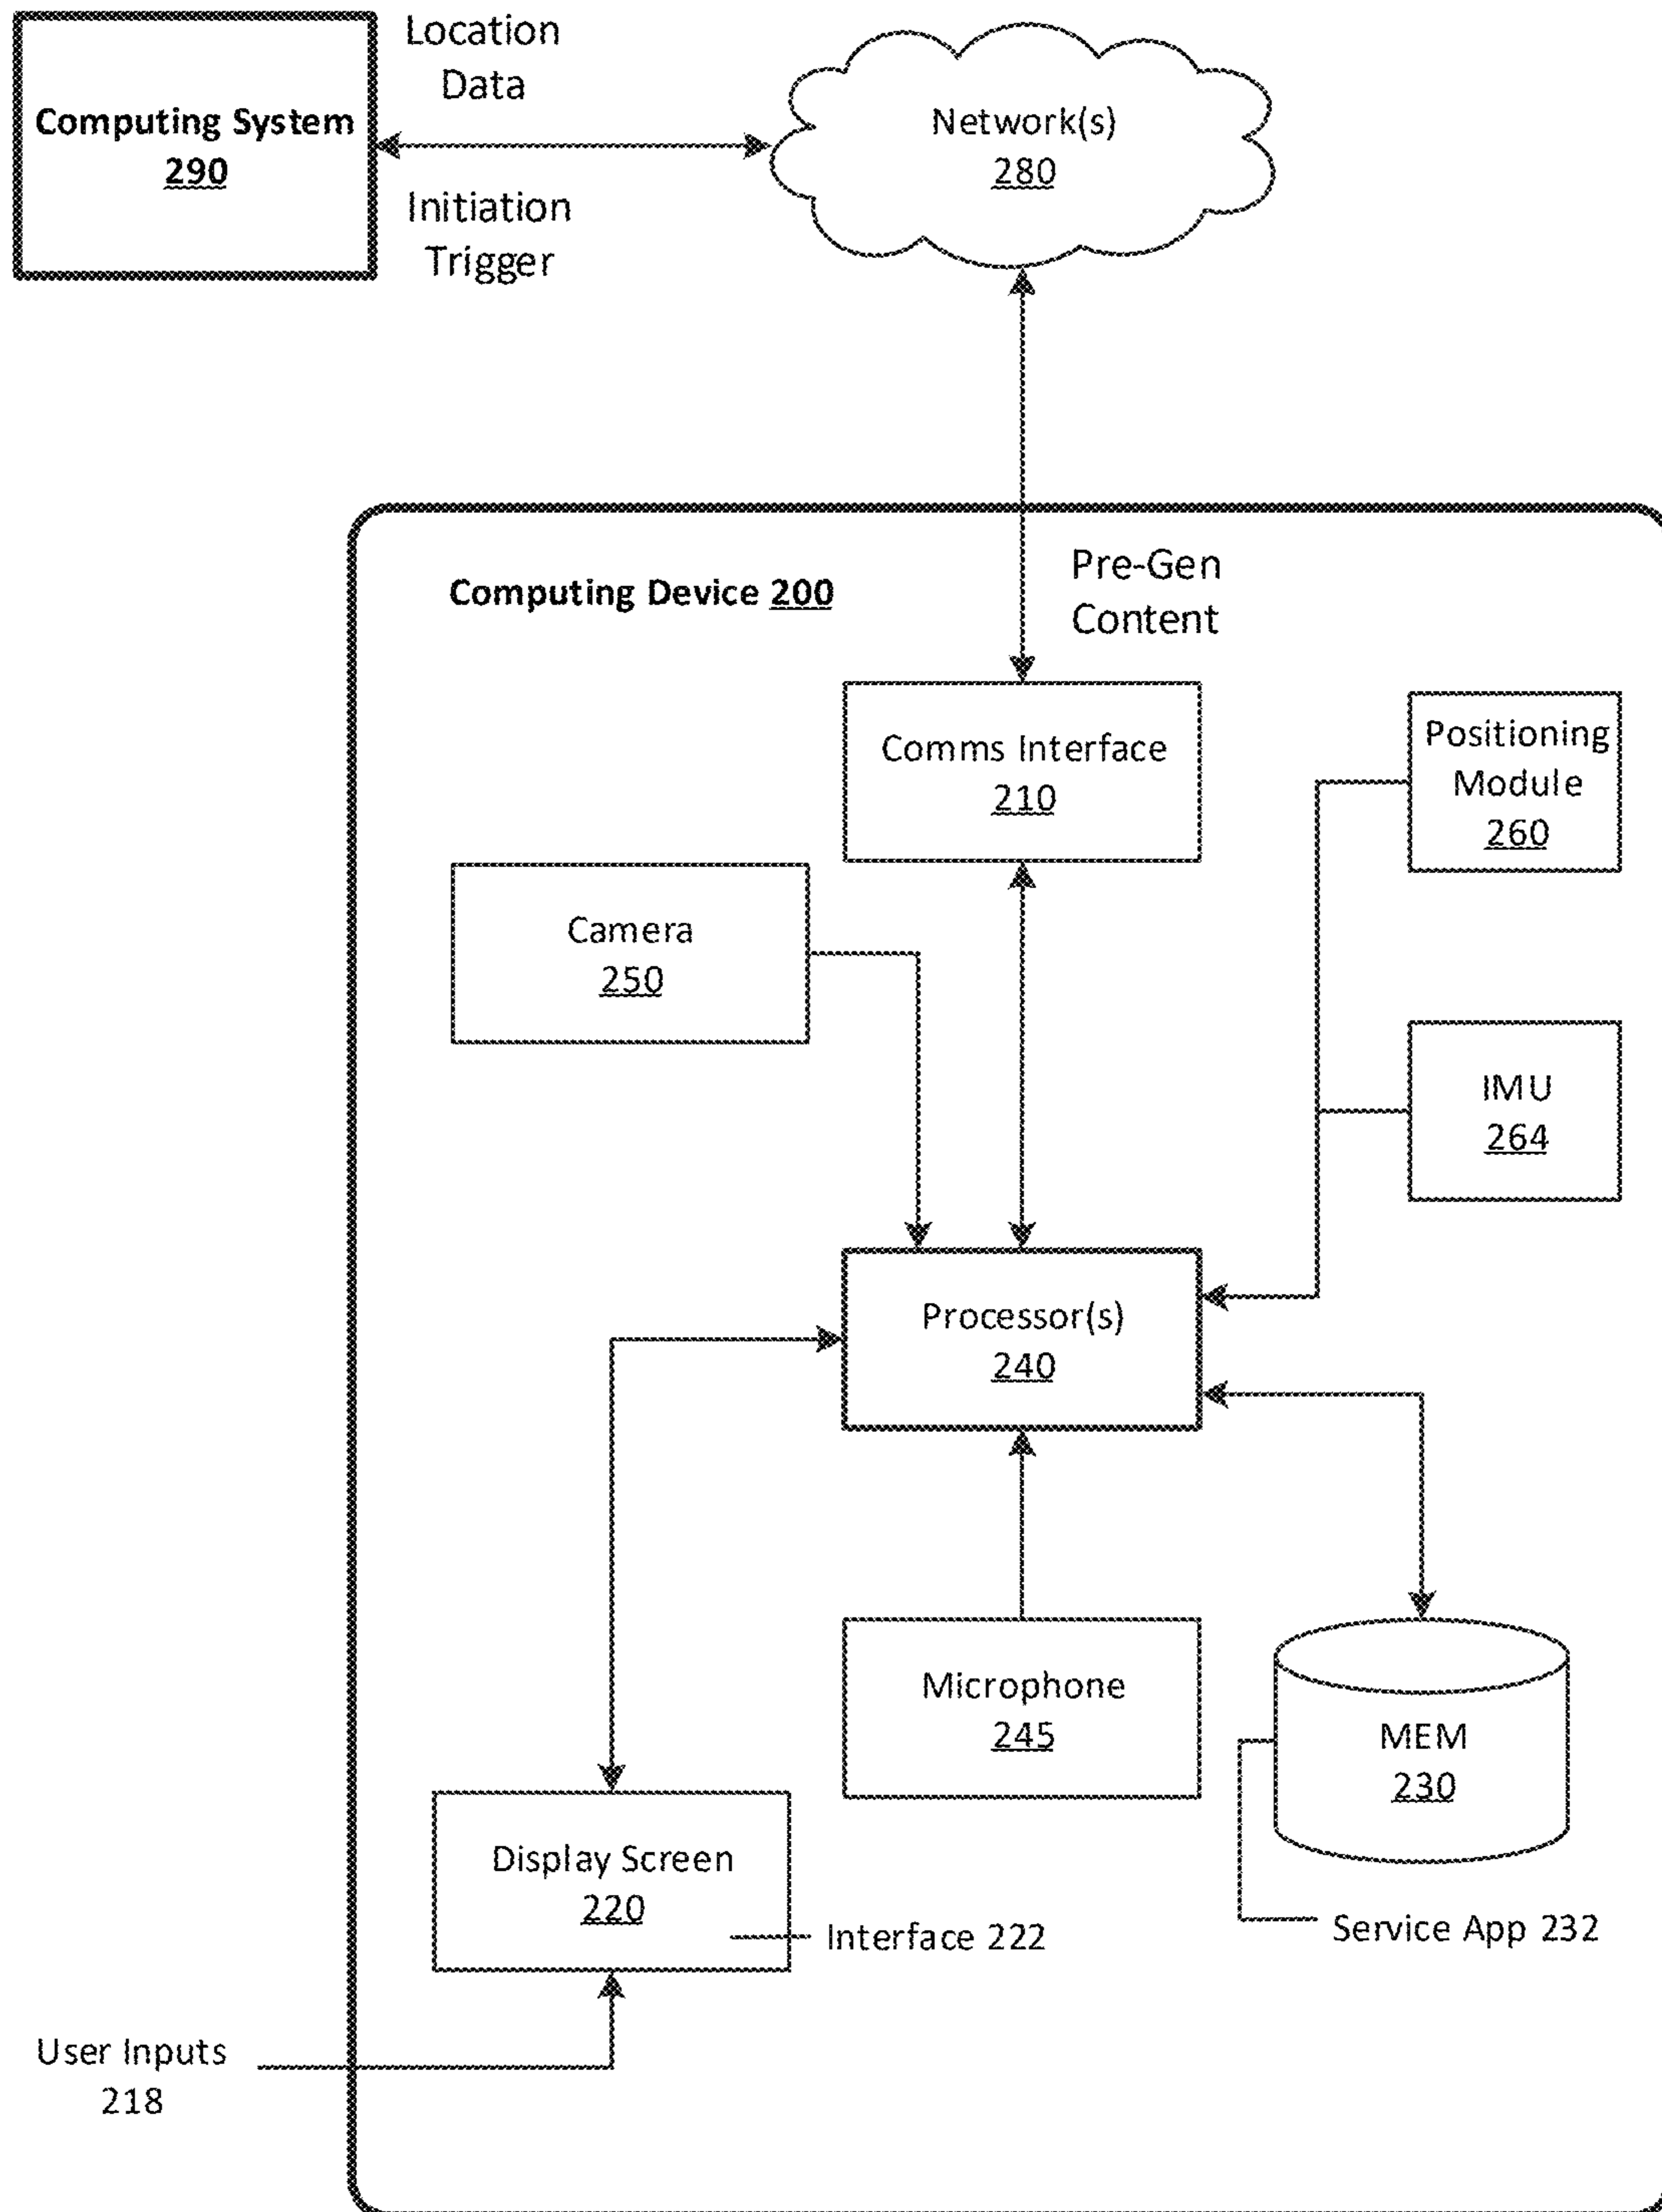 Location
Data
Computing System
290
Initiation
Trigger
Network(s)
280
Computing Device 200
Pre-Gen
Content
Comms Interface
210
Positioning
Module
260
Camera
250
IMU
264
Processor(s)
240
Microphone
245
MEM
230
Display Screen
220
Interface 222
Service App 232
User Inputs
218